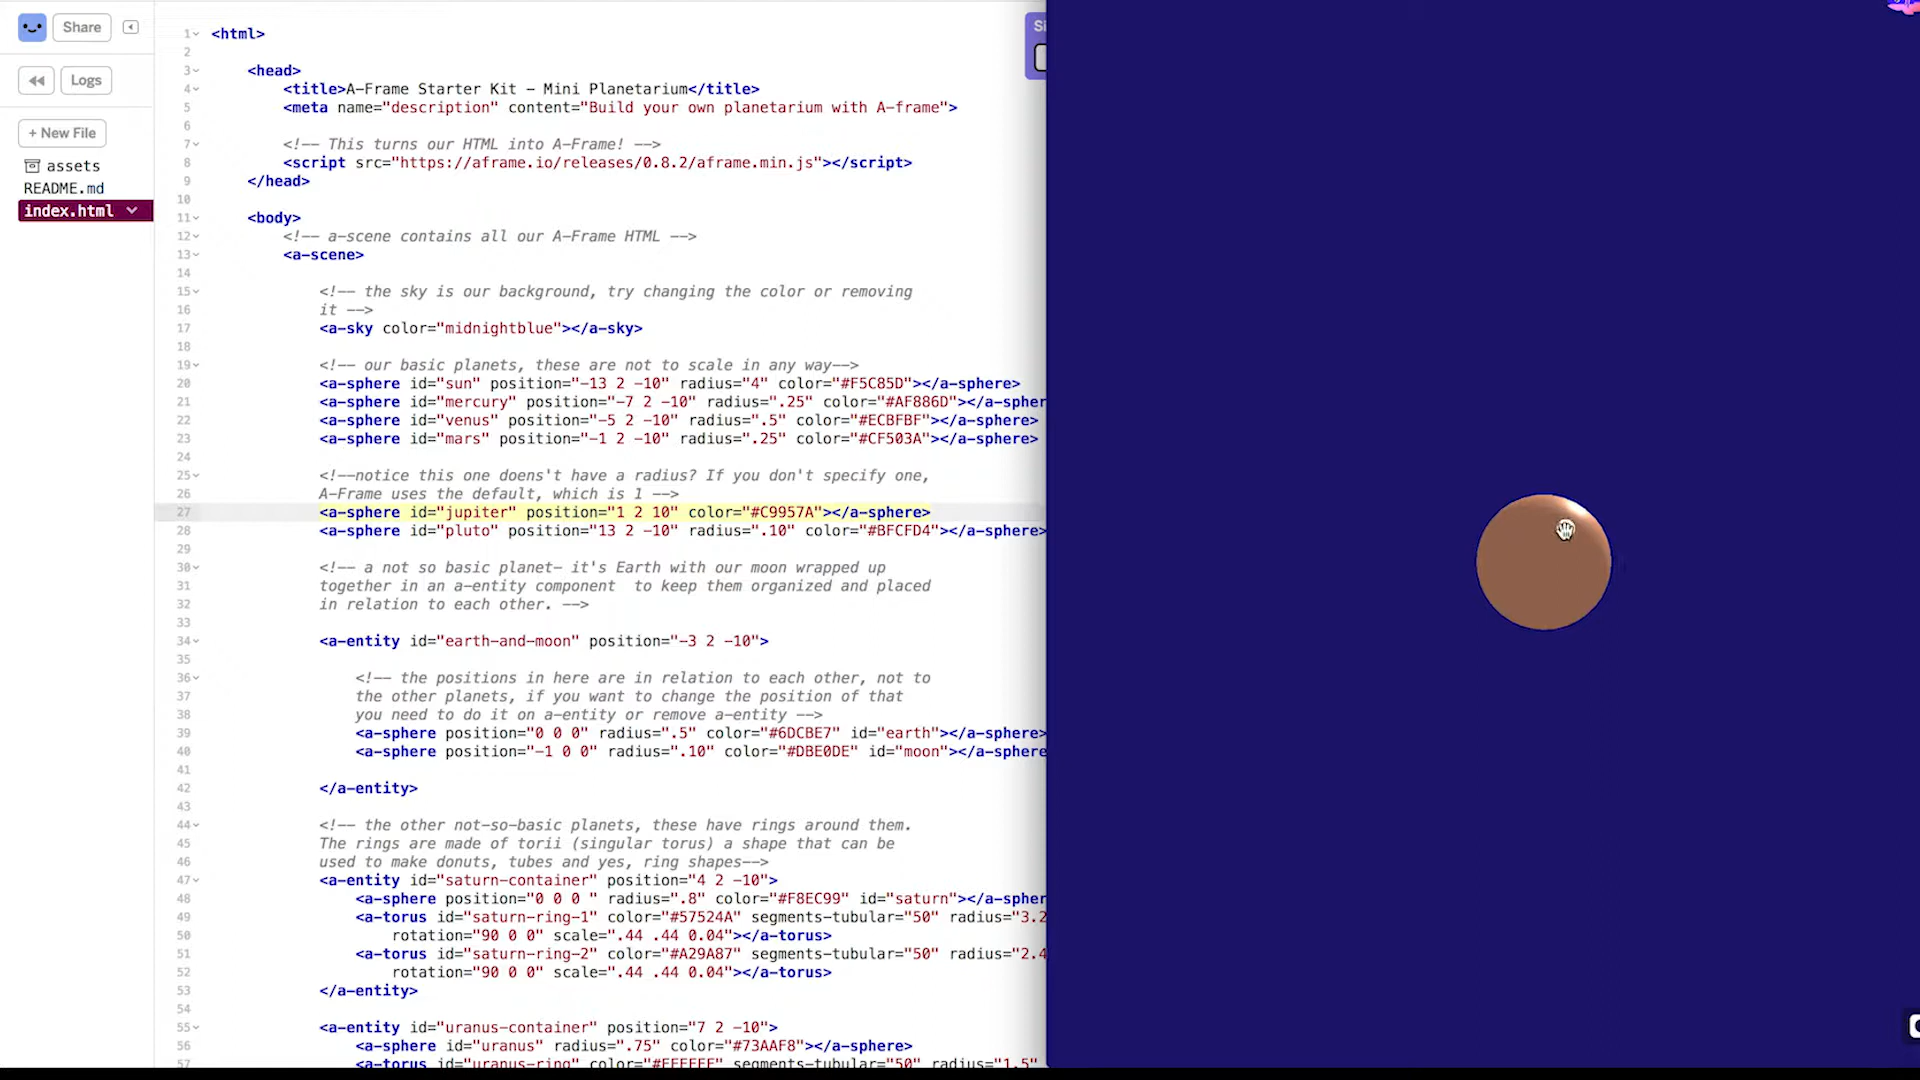 Share
Logs
+ New File
assets
README.md
index.html
1 <html>
2
3 <head>
4 <title>A-Frame Starter Kit – Mini Planetarium</title>
5 <meta name="description" content="Build your own planetarium with A-frame">
6
7 <!-- This turns our HTML into A-Frame! -->
8 <script src="https://aframe.io/releases/0.8.2/aframe.min.js"></script>
9 </head>
10
11 <body>
12 <!-- a-scene contains all our A-Frame HTML -->
13 <a-scene>
14
15 <!-- the sky is our background, try changing the color or removing
16 it -->
17 <a-sky color="midnightblue"></a-sky>
18
19 <!-- our basic planets, these are not to scale in any way-->
20 <a-sphere id="sun" position="-13 2 -10" radius="4" color="#F5C85D"></a-sphere>
21 <a-sphere id="mercury" position="-7 2 -10" radius=".25" color="#AF886D"></a-spher
22 <a-sphere id="venus" position="-5 2 -10" radius=".5" color="#ECBFBF"></a-sphere>
23 <a-sphere id="mars" position="-1 2 -10" radius=".25" color="#CF503A"></a-sphere>
24
25 <!--notice this one doens't have a radius? If you don't specify one,
26 A-Frame uses the default, which is 1 -->
27 <a-sphere id="jupiter" position="1 2 10" color="#C9957A"></a-sphere>
28 <a-sphere id="pluto" position="13 2 -10" radius=".10" color="#BFCFD4"></a-sphere>
29
30 <!-- a not so basic planet- it's Earth with our moon wrapped up
31 together in an a-entity component  to keep them organized and placed
32 in relation to each other. -->
33
34 <a-entity id="earth-and-moon" position="-3 2 -10">
35
36 <!-- the positions in here are in relation to each other, not to
37 the other planets, if you want to change the position of that
38 you need to do it on a-entity or remove a-entity -->
39 <a-sphere position="0 0 0" radius=".5" color="#6DCBE7" id="earth"></a-sphere>
40 <a-sphere position="-1 0 0" radius=".10" color="#DBE0DE" id="moon"></a-sphere
41
42 </a-entity>
43
44 <!-- the other not-so-basic planets, these have rings around them.
45 The rings are made of torii (singular torus) a shape that can be
46 used to make donuts, tubes and yes, ring shapes-->
47 <a-entity id="saturn-container" position="4 2 -10">
48 <a-sphere position="0 0 0 " radius=".8" color="#F8EC99" id="saturn"></a-spher
49 <a-torus id="saturn-ring-1" color="#57524A" segments-tubular="50" radius="3.2
50 rotation="90 0 0" scale=".44 .44 0.04"></a-torus>
51 <a-torus id="saturn-ring-2" color="#A29A87" segments-tubular="50" radius="2.4
52 rotation="90 0 0" scale=".44 .44 0.04"></a-torus>
53 </a-entity>
54
55 <a-entity id="uranus-container" position="7 2 -10">
56 <a-sphere id="uranus" radius=".75" color="#73AAF8"></a-sphere>
57 <a-torus id="uranus-ring" color="#FFFFFF" segments-tubular="50" radius="1.5"